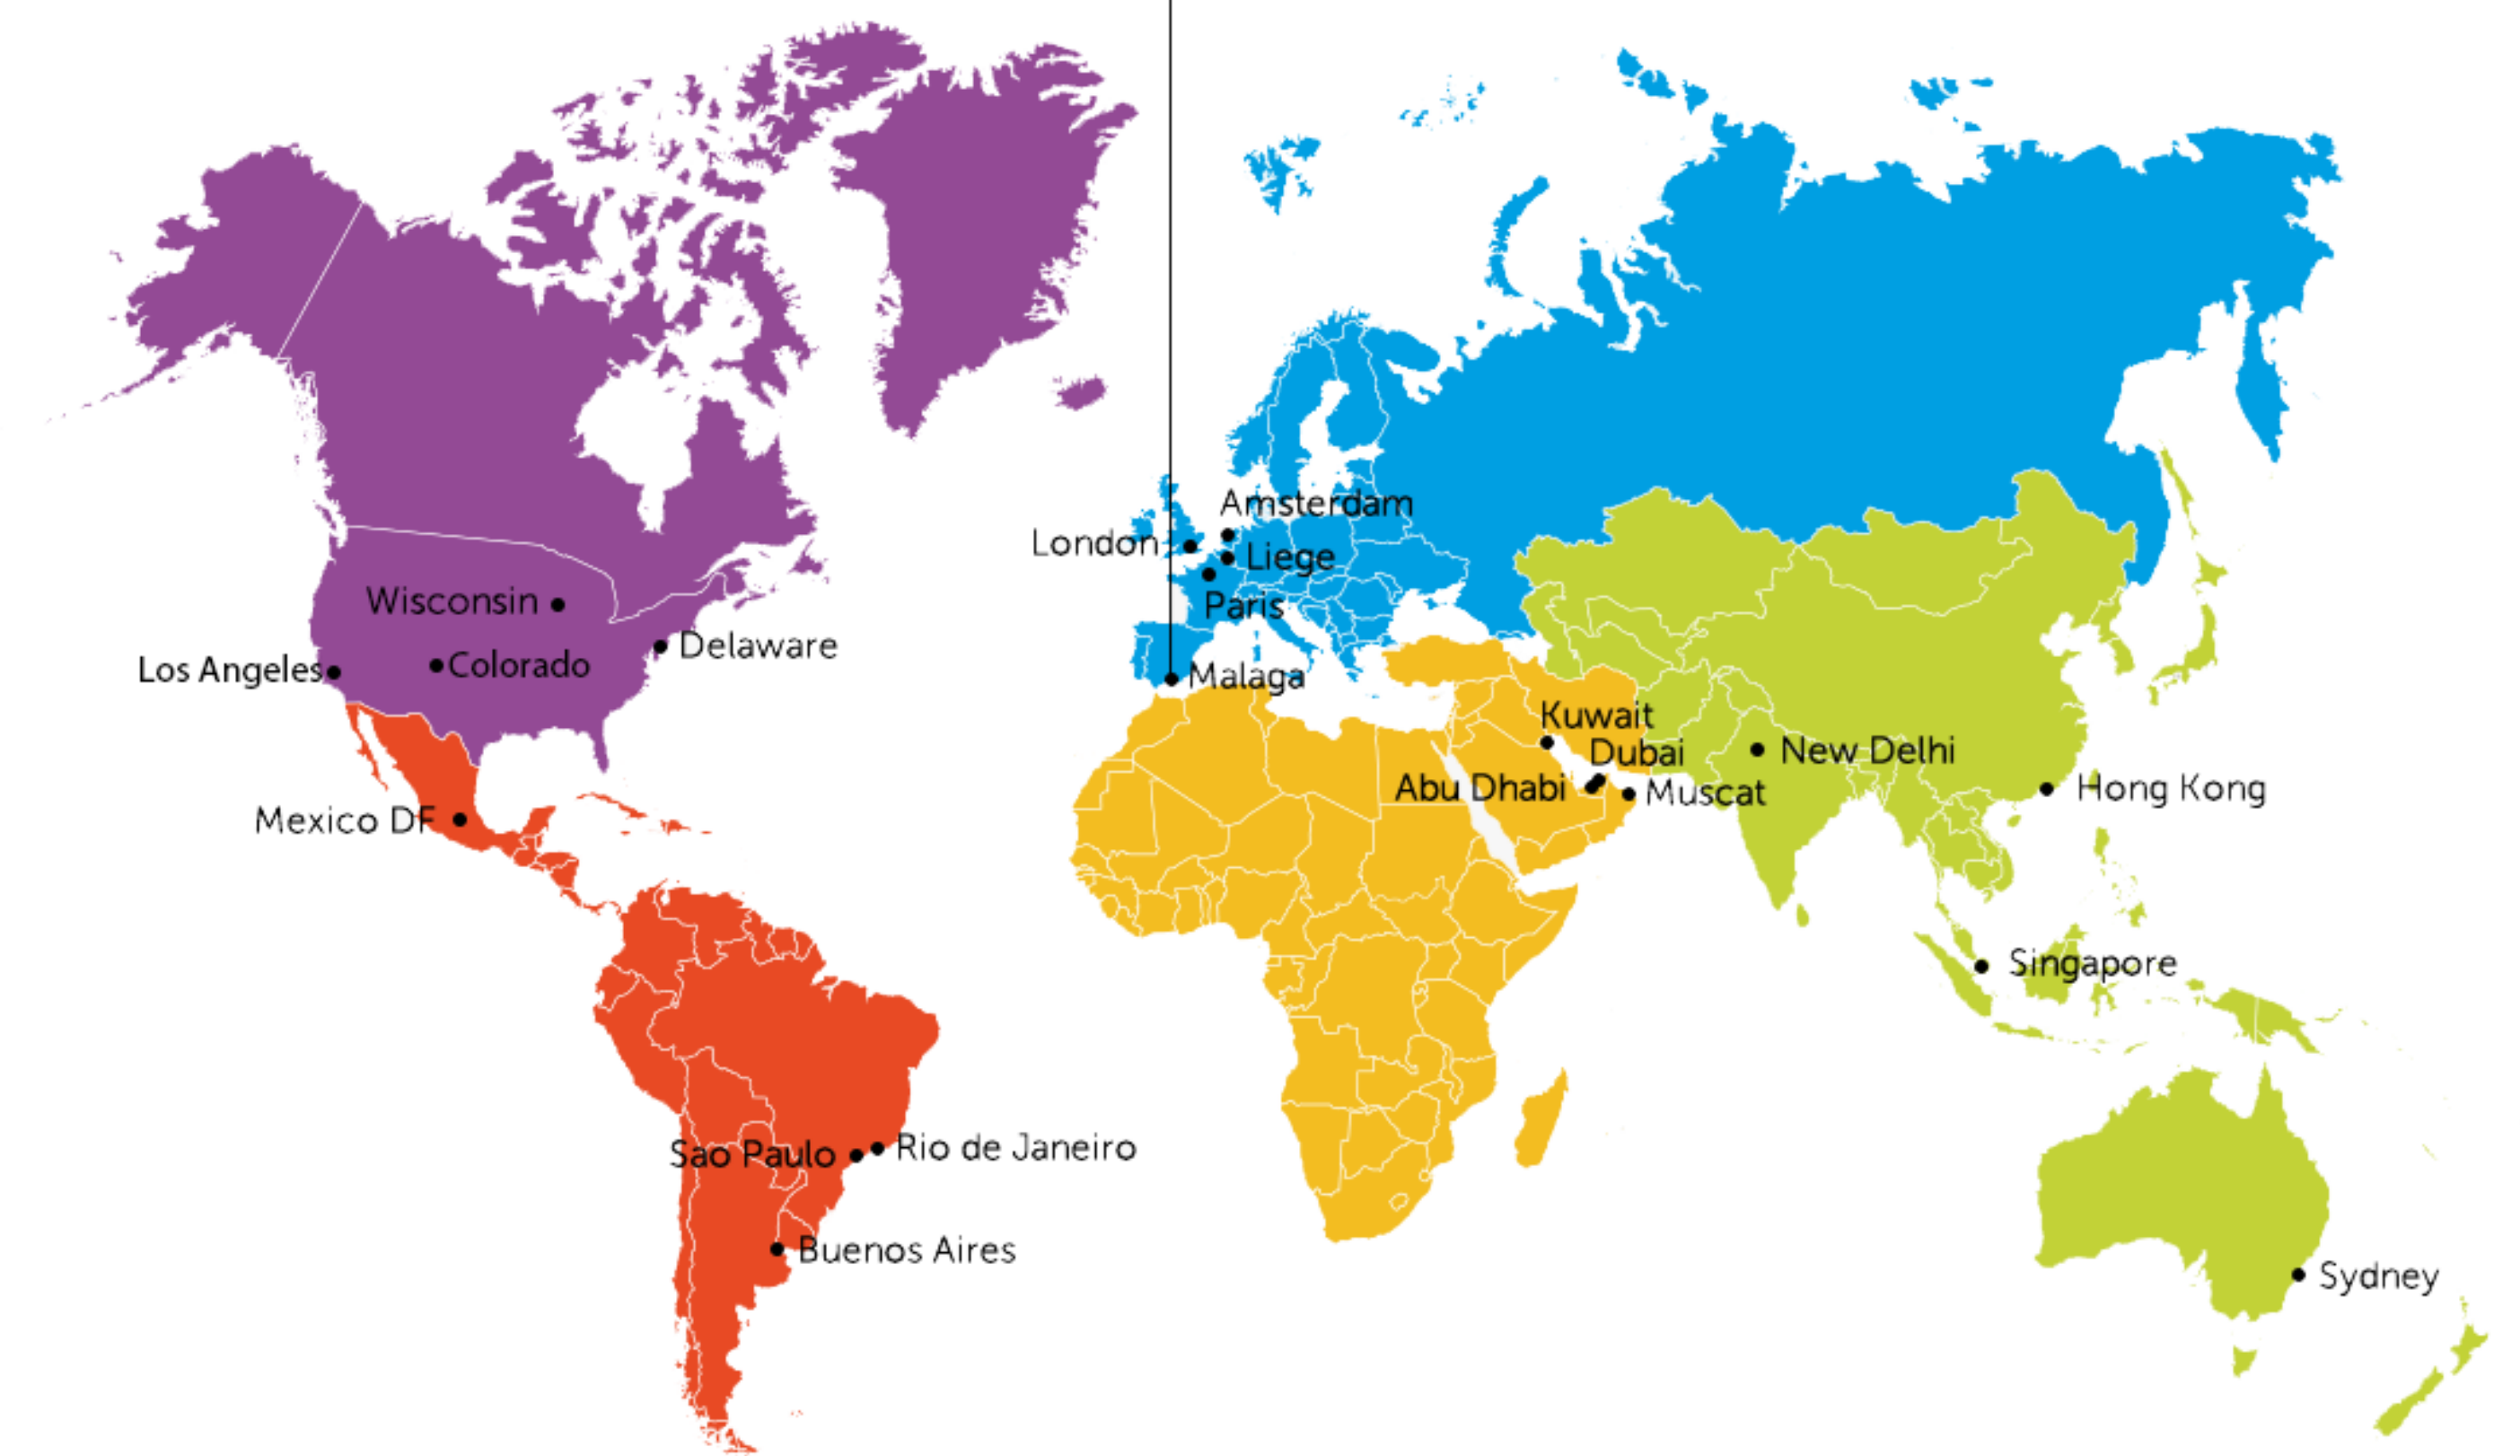 Amsterdam
London
Liege
Paris
Wisconsin
Delaware
Los Angeles
Colorado
Malaga
Kuwait
Dubai
New Delhi
Abu Dhabi
Muscat
Hong Kong
Mexico DF
Singapore
Sao Paulo
Rio de Janeiro
Buenos Aires
Sydney